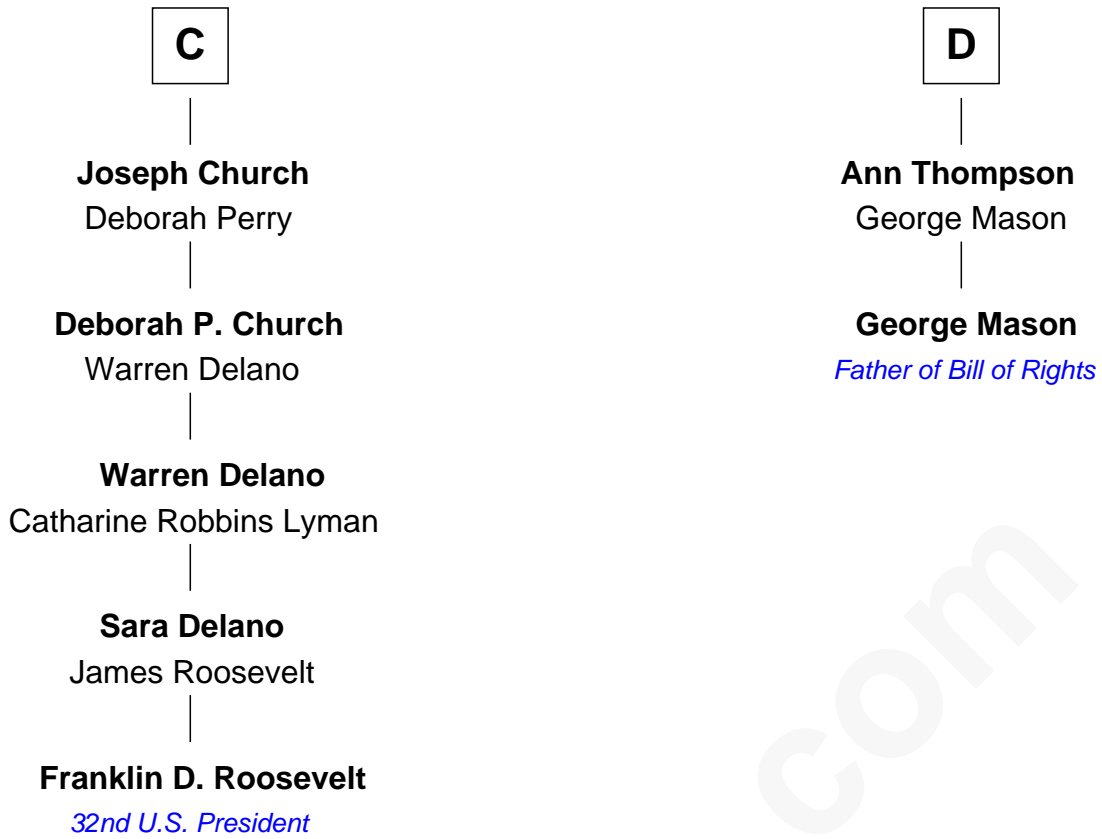 C
Joseph Church
Deborah Perry
Deborah P. Church
Warren Delano
Warren Delano
Catharine Robbins Lyman
Sara Delano
James Roosevelt
Franklin D. Roosevelt
32nd U.S. President
D
Ann Thompson
George Mason
George Mason
Father of Bill of Rights
com